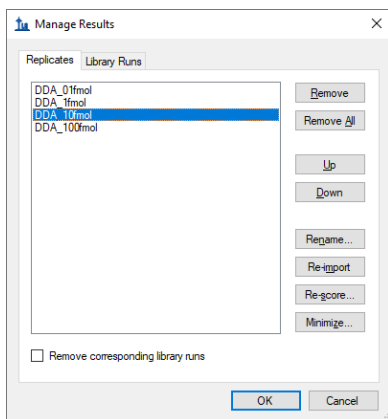 Manage Results
Replicates Library Runs
DDA_01fmol
DDA_1fmol
DDA_10fmol
DDA_100fmol
Remove
Remove All
Up
Down
Rename...
Re-import
Re-score...
Minimize...
Remove corresponding library runs
OK Cancel